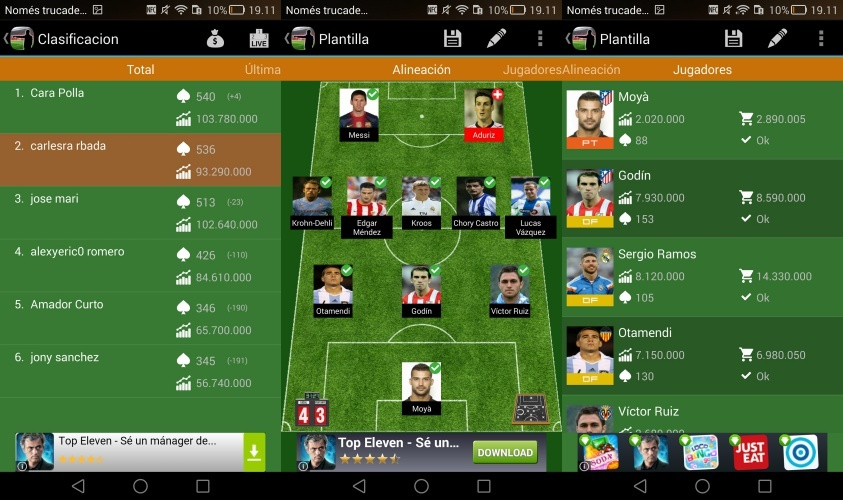 Només trucade...
10%
19.11
Clasificacion
LIVE
Total
Última
1. Cara Polla
540 (+4)
103.780.000
2. carlesra rbada
536
93.290.000
3. jose mari
513 (-23)
102.640.000
4. alexyeric0 romero
426 (-110)
84.610.000
5. Amador Curto
346 (-190)
65.700.000
6. jony sanchez
345 (-191)
56.740.000
Top Eleven - Sé un mánager de...
Només trucade...
10%
19.11
Plantilla
Alineación
Jugadores
Messi
Aduriz
Krohn-Dehli
Edgar
Méndez
Kroos
Chory Castro
Lucas
Vázquez
Otamendi
Godín
Víctor Ruiz
Moyà
4 3
Top Eleven - Sé un...
DOWNLOAD
Només trucade...
10%
19.11
Plantilla
Alineación
Jugadores
Moyà
2.020.000
2.890.005
88
Ok
PT
Godín
7.930.000
8.590.000
153
Ok
DF
Sergio Ramos
8.120.000
14.330.000
105
Ok
DF
Otamendi
7.150.000
6.980.050
130
Ok
DF
Víctor Ruiz
SODA
LOCO
BINGO
JUST
EAT